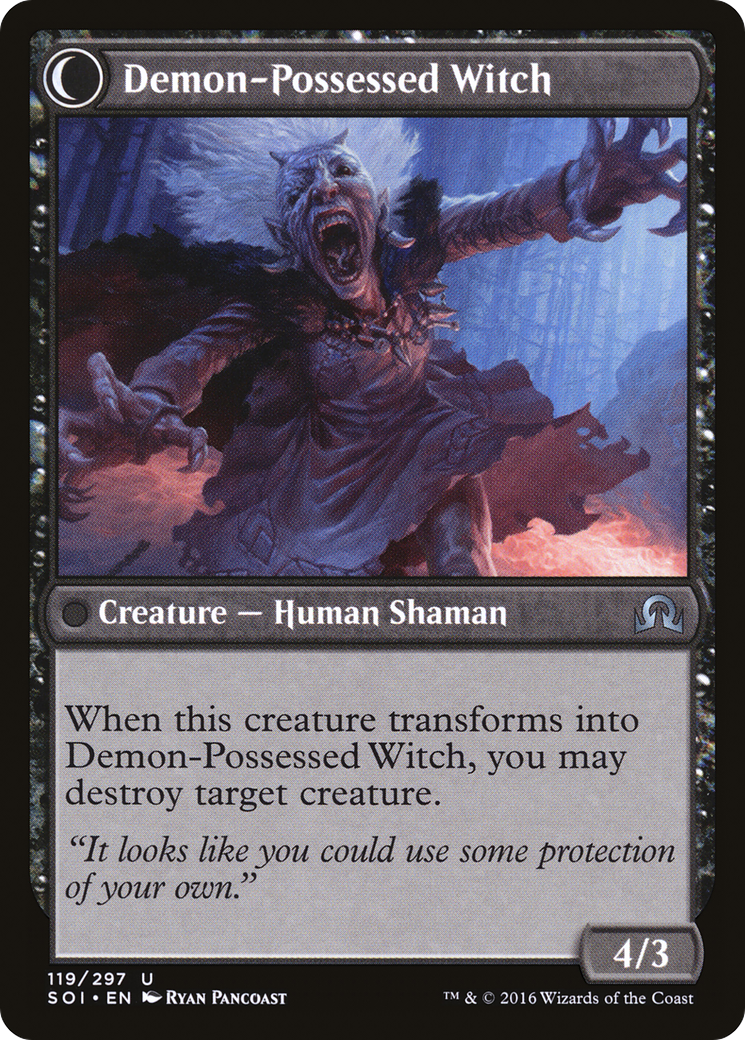 Demon-Possessed Witch
Creature — Human Shaman
When this creature transforms into
Demon-Possessed Witch, you may
destroy target creature.
“It looks like you could use some protection
of your own.”
4/3
119/297 U
SOI • EN Ryan Pancoast
™ & © 2016 Wizards of the Coast